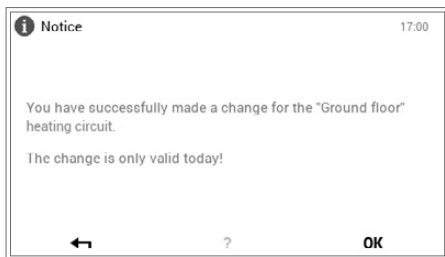 Notice 17:00
You have successfully made a change for the "Ground floor"
heating circuit.
The change is only valid today!
? OK